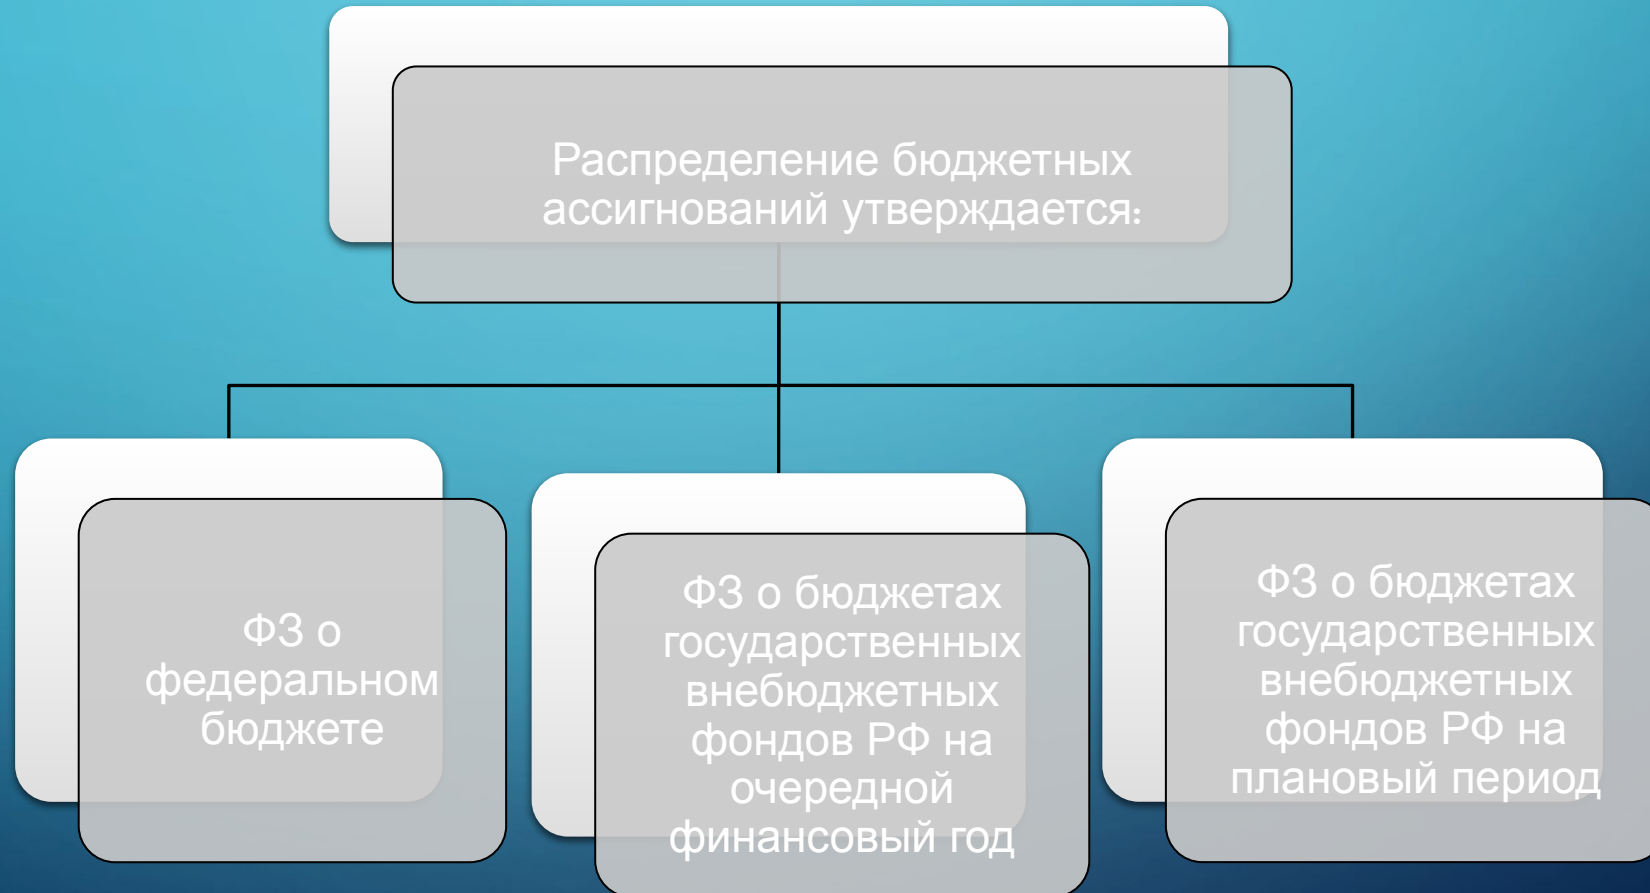 Распределение бюджетных
ассигнований утверждается:
ФЗ о
федеральном
бюджете
ФЗ о бюджетах
государственных
внебюджетных
фондов РФ на
очередной
финансовый год
ФЗ о бюджетах
государственных
внебюджетных
фондов РФ на
плановый период